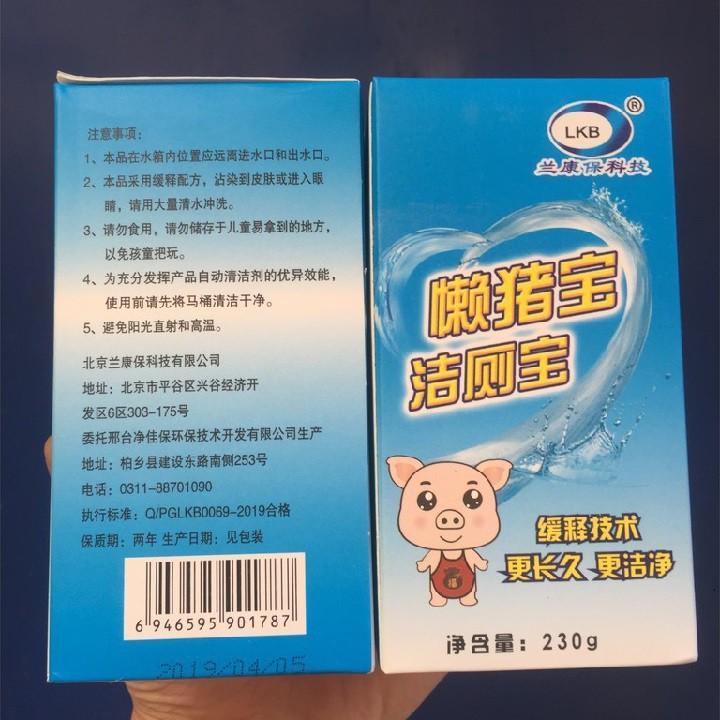 注意事项:
1、本品在水箱内位置应远离进水口和出水口。
2、本品采用缓释配方，沾染到皮肤或进入眼
睛，请用大量清水冲洗。
3、请勿食用，请勿储存于儿童易拿到的地方，
以免孩童把玩。
4、为充分发挥产品自动清洁剂的优异效能，
使用前请先将马桶清洁干净。
5、避免阳光直射和高温。
北京兰康保科技有限公司
地址：北京市平谷区兴谷经济开
发区6区303-175号
委托邢台净佳保环保技术开发有限公司生产
地址：柏乡县建设东路南侧253号
电话：0311-88701090
执行标准：Q/PGLKB0069-2019合格
保质期：两年 生产日期：见包装
6 946595 901787
2019/04/05
LKB ®
兰康保科技
懒猪宝
洁厕宝
缓释技术
更长久 更洁净
福
净含量：230g